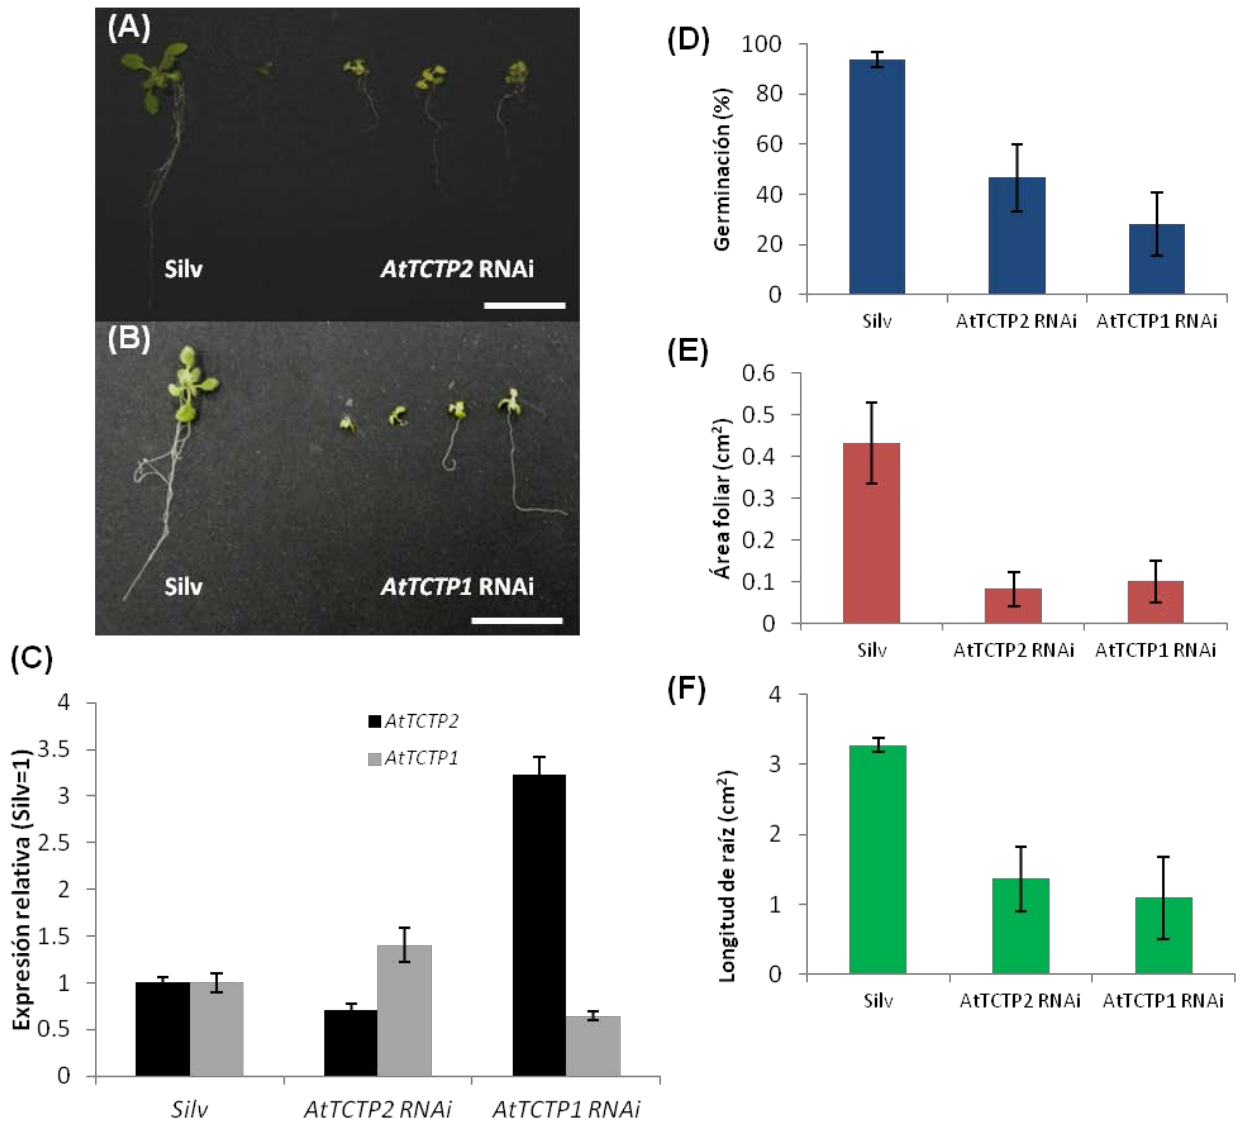 (A)
Silv
AtTCTP2 RNAi
(B)
Silv
AtTCTP1 RNAi
(C)
Expresión relativa (Silv=1)
4
3.5
3
2.5
2
1.5
1
0.5
0
AtTCTP2
AtTCTP1
Silv
AtTCTP2 RNAi
AtTCTP1 RNAi
(D)
Germinación (%)
100
80
60
40
20
0
Silv
AtTCTP2 RNAi
AtTCTP1 RNAi
(E)
Área foliar (cm²)
0.6
0.5
0.4
0.3
0.2
0.1
0
Silv
AtTCTP2 RNAi
AtTCTP1 RNAi
(F)
Longitud de raíz (cm²)
4
3
2
1
0
Silv
AtTCTP2 RNAi
AtTCTP1 RNAi